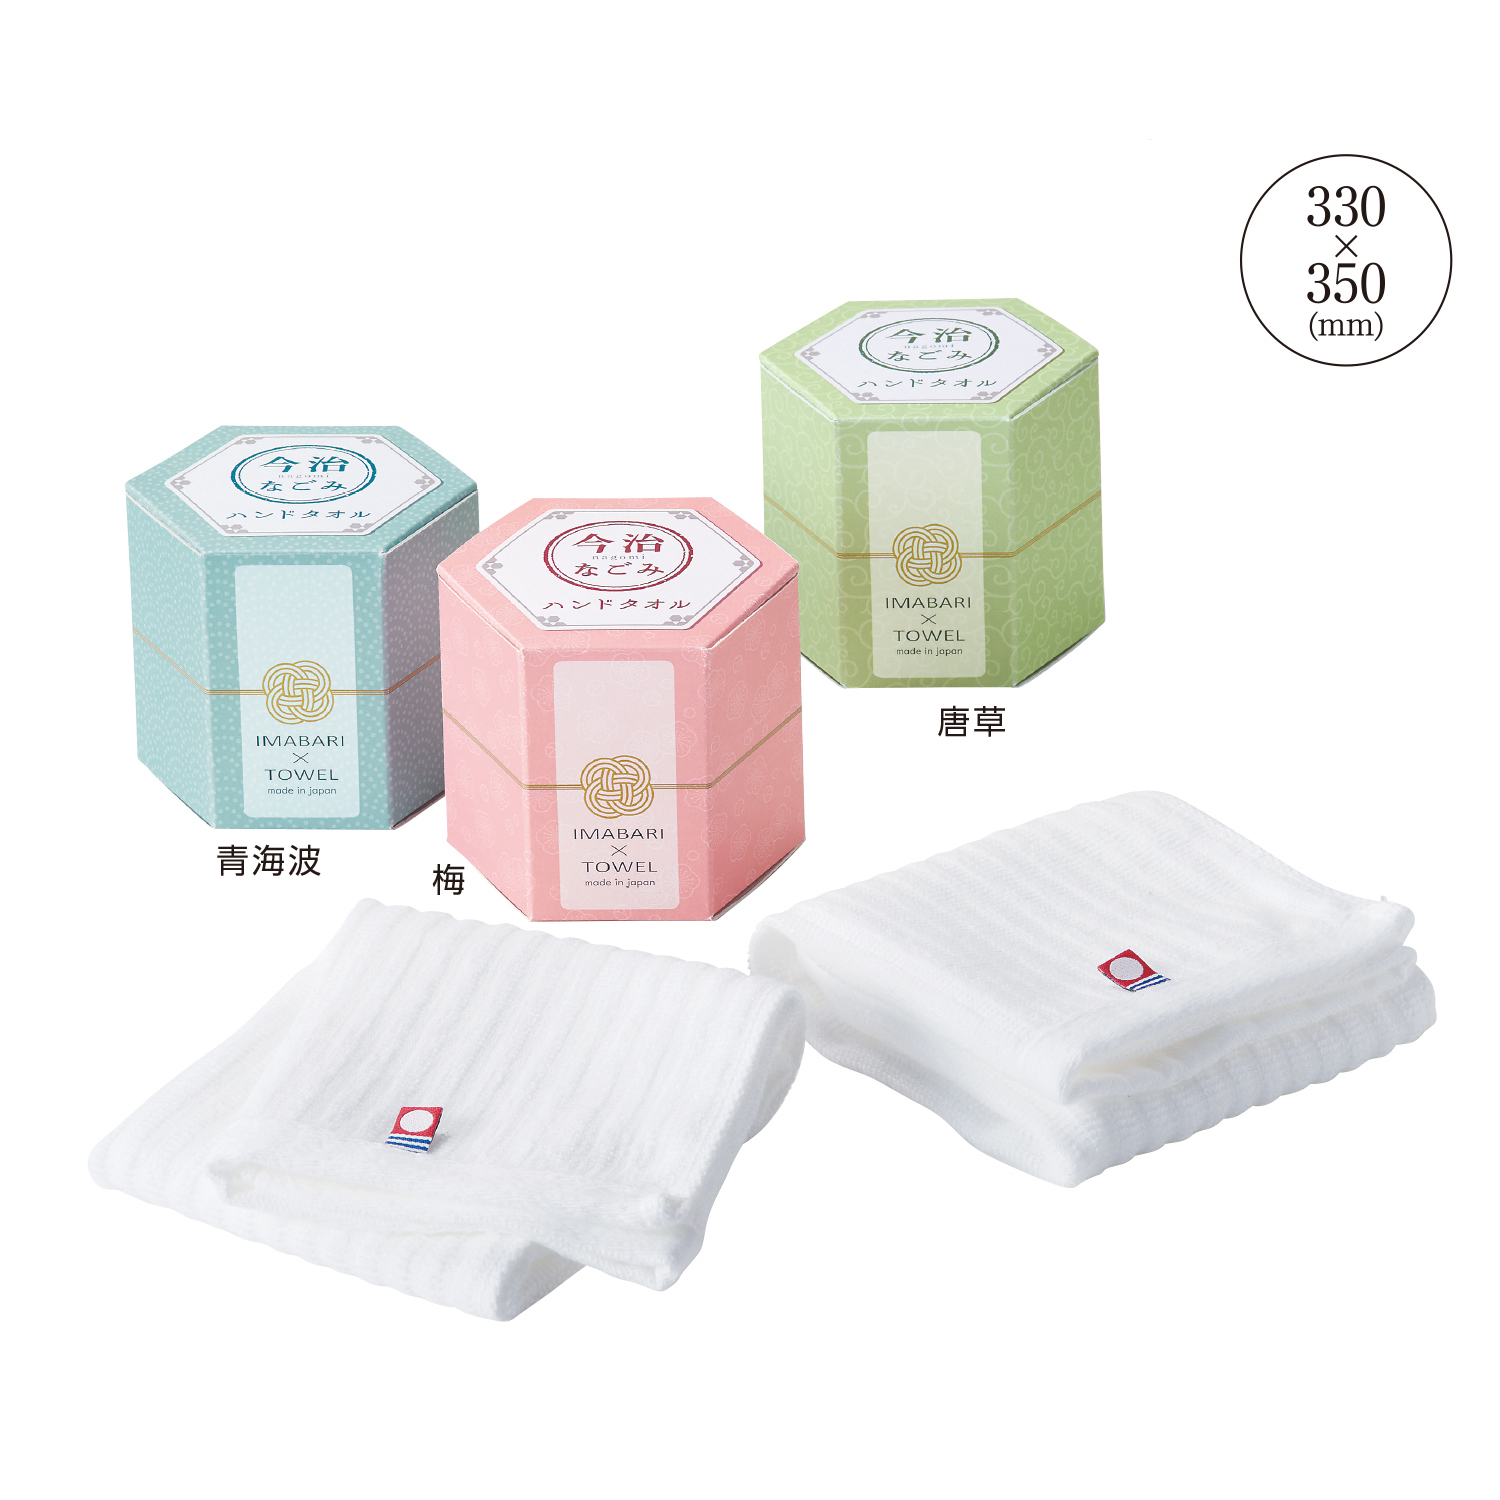 330
×
350
(mm)
今治
nagomi
なごみ
ハンドタオル
IMABARI
×
TOWEL
made in japan
唐草
今治
nagomi
なごみ
ハンドタオル
IMABARI
×
TOWEL
made in japan
青海波
今治
nagomi
なごみ
ハンドタオル
IMABARI
×
TOWEL
made in japan
梅